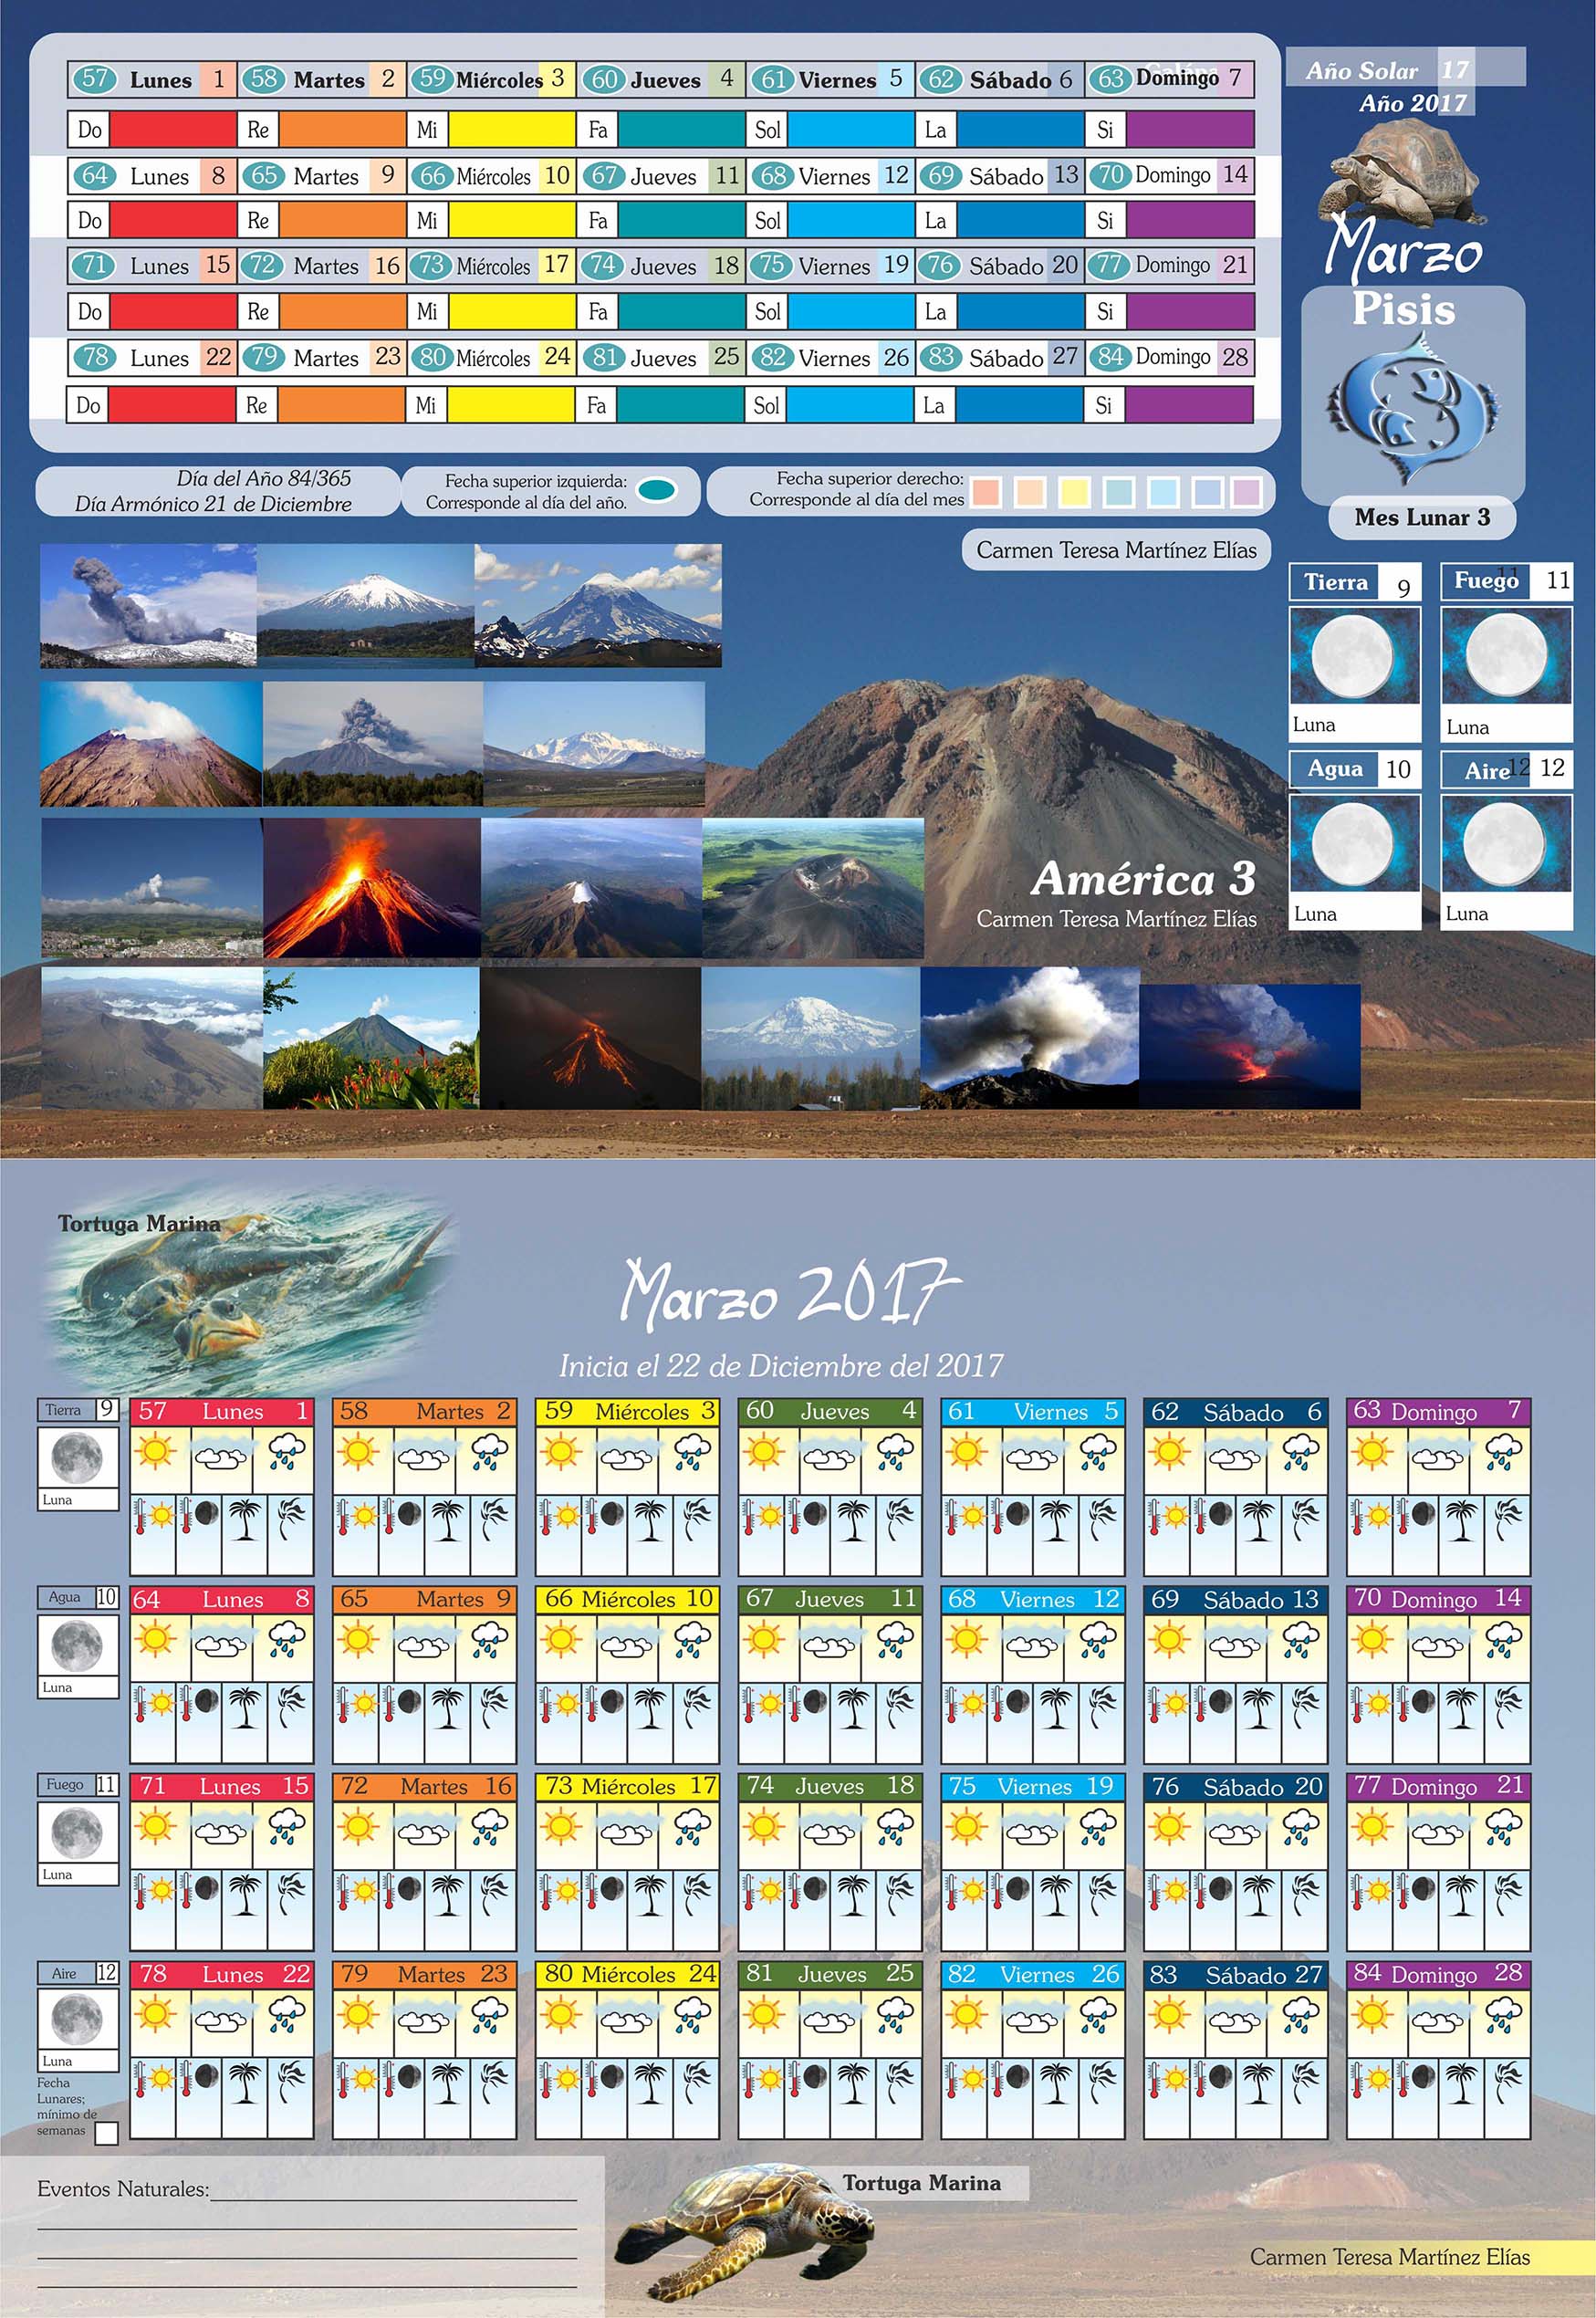 57 Lunes 1 58 Martes 2 59 Miércoles 3 60 Jueves 4 61 Viernes 5 62 Sábado 6 63 Domingo 7
Do Re Mi Fa Sol La Si
64 Lunes 8 65 Martes 9 66 Miércoles 10 67 Jueves 11 68 Viernes 12 69 Sábado 13 70 Domingo 14
Do Re Mi Fa Sol La Si
71 Lunes 15 72 Martes 16 73 Miércoles 17 74 Jueves 18 75 Viernes 19 76 Sábado 20 77 Domingo 21
Do Re Mi Fa Sol La Si
78 Lunes 22 79 Martes 23 80 Miércoles 24 81 Jueves 25 82 Viernes 26 83 Sábado 27 84 Domingo 28
Do Re Mi Fa Sol La Si
Año Solar 17
Año 2017
Marzo
Pisis
Mes Lunar 3
Día del Año 84/365
Día Armónico 21 de Diciembre
Fecha superior izquierda:
Corresponde al día del año.
Fecha superior derecho:
Corresponde al día del mes
Carmen Teresa Martínez Elías
Tierra 9 Fuego 11 11
Luna Luna
Agua 10 Aire 12 12
Luna Luna
América 3
Carmen Teresa Martínez Elías
Tortuga Marina
Marzo 2017
Inicia el 22 de Diciembre del 2017
Tierra 9 57 Lunes 1 58 Martes 2 59 Miércoles 3 60 Jueves 4 61 Viernes 5 62 Sábado 6 63 Domingo 7
Luna
Agua 10 64 Lunes 8 65 Martes 9 66 Miércoles 10 67 Jueves 11 68 Viernes 12 69 Sábado 13 70 Domingo 14
Luna
Fuego 11 71 Lunes 15 72 Martes 16 73 Miércoles 17 74 Jueves 18 75 Viernes 19 76 Sábado 20 77 Domingo 21
Luna
Aire 12 78 Lunes 22 79 Martes 23 80 Miércoles 24 81 Jueves 25 82 Viernes 26 83 Sábado 27 84 Domingo 28
Luna
Fecha
Lunares;
mínimo de
semanas
Eventos Naturales:
Tortuga Marina
Carmen Teresa Martínez Elías